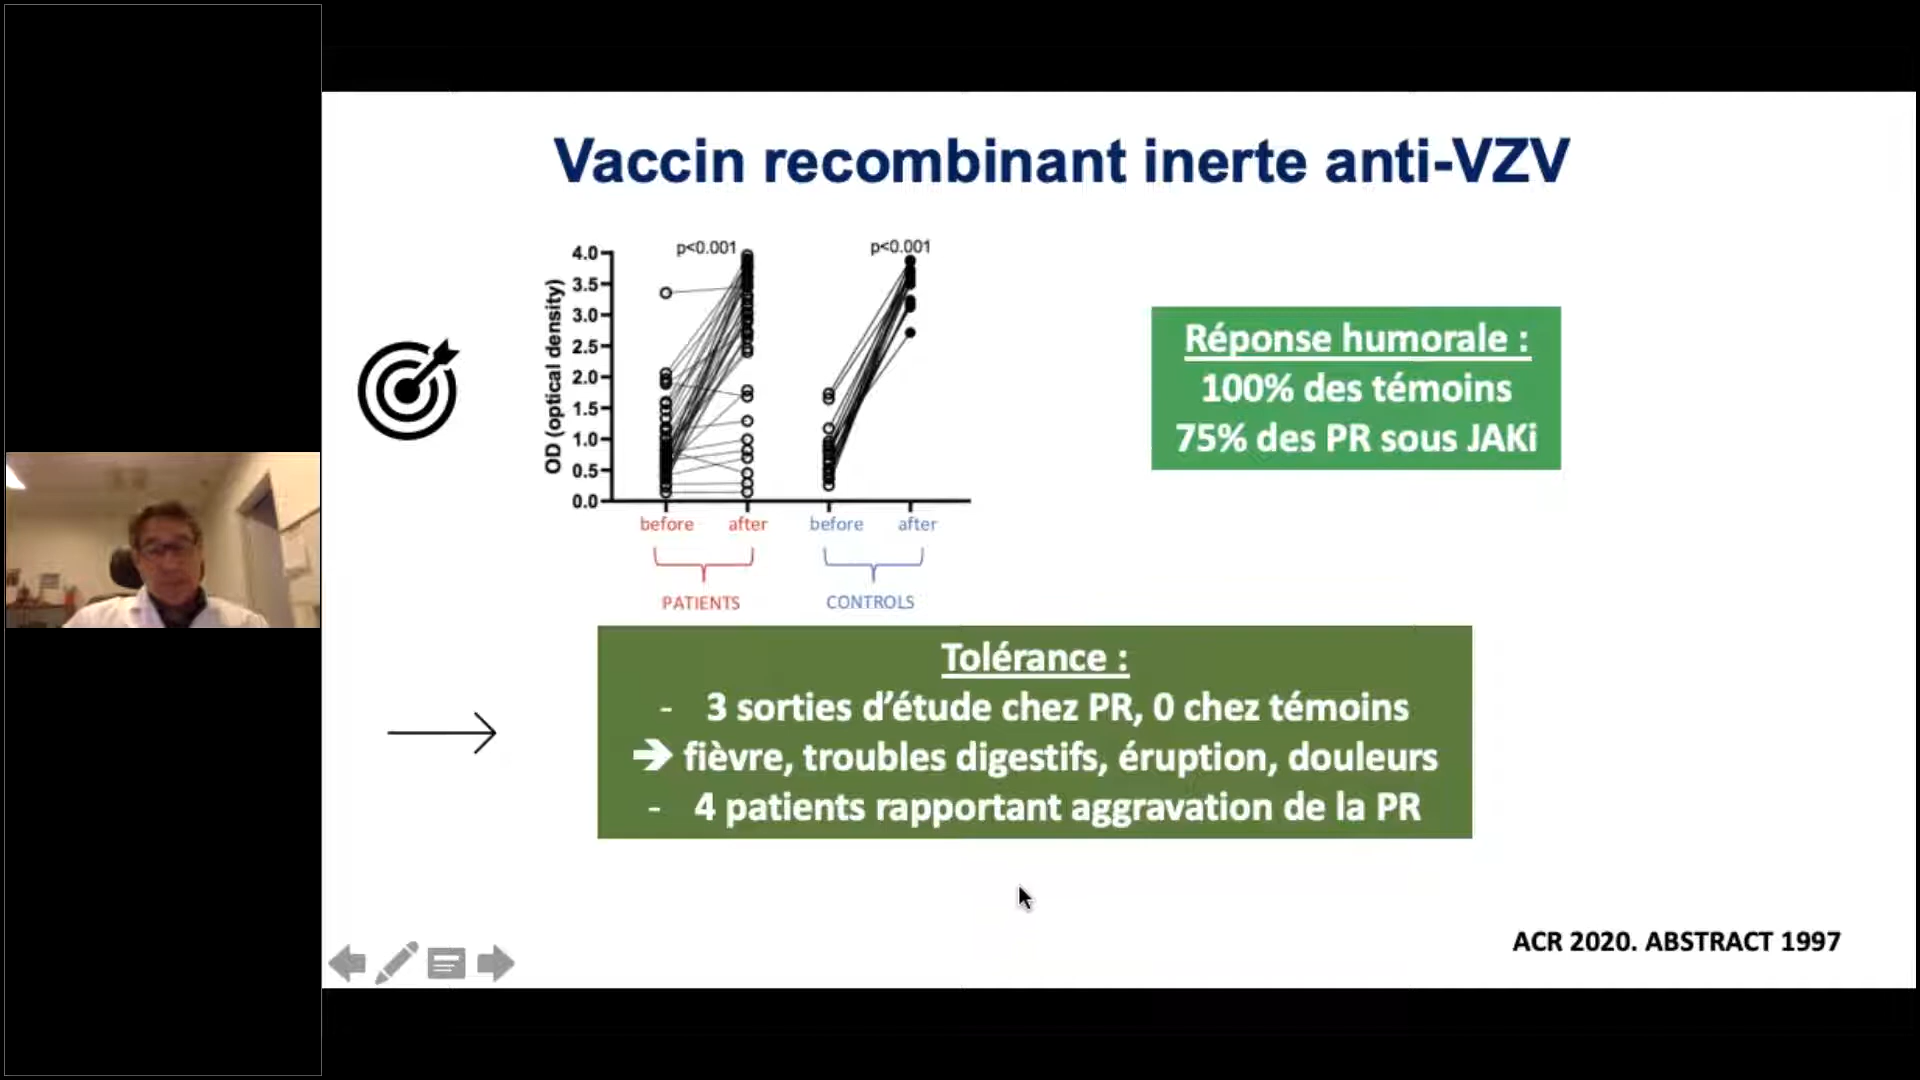 Vaccin recombinant inerte anti-VZV
p<0.001
p<0.001
4.0
3.5
3.0
2.5
2.0
1.5
1.0
0.5
0.0
OD (optical density)
before after before after
PATIENTS CONTROLS
Réponse humorale :
100% des témoins
75% des PR sous JAKi
Tolérance :
- 3 sorties d’étude chez PR, 0 chez témoins
➔ fièvre, troubles digestifs, éruption, douleurs
- 4 patients rapportant aggravation de la PR
ACR 2020. ABSTRACT 1997